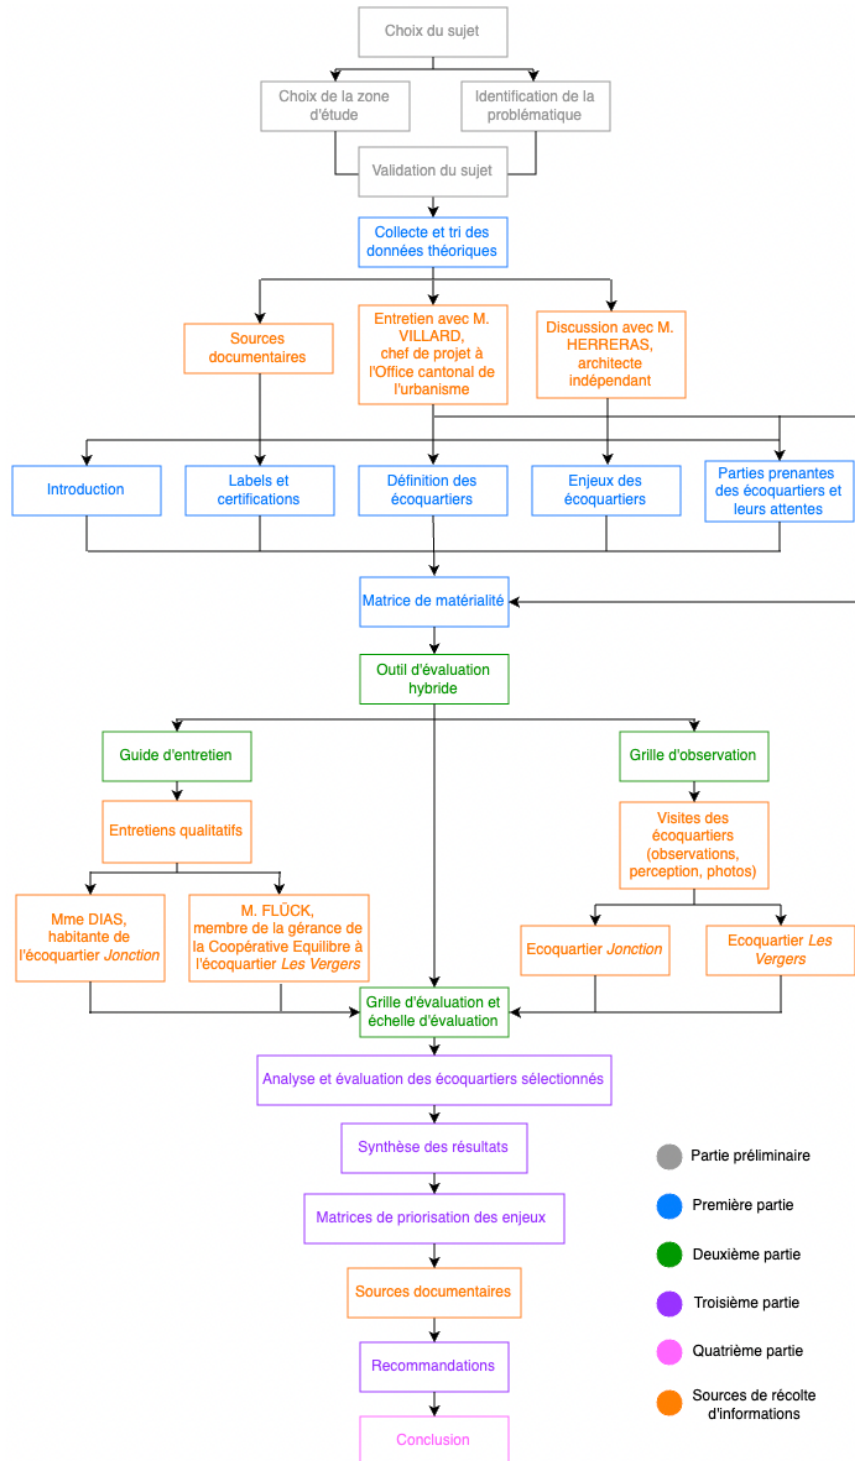 Choix du sujet
Choix de la zone
d'étude
Identification de la
problématique
Validation du sujet
Collecte et tri des
données théoriques
Sources
documentaires
Entretien avec M.
VILLARD,
chef de projet à
l'Office cantonal de
l'urbanisme
Discussion avec M.
HERRERAS,
architecte
indépendant
Introduction
Labels et
certifications
Définition des
écoquartiers
Enjeux des
écoquartiers
Parties prenantes
des écoquartiers et
leurs attentes
Matrice de matérialité
Outil d'évaluation
hybride
Guide d'entretien
Grille d'observation
Entretiens qualitatifs
Visites des
écoquartiers
(observations,
perception, photos)
Mme DIAS,
habitante de
l'écoquartier Jonction
M. FLÜCK,
membre de la gérance de
la Coopérative Equilibre à
l'écoquartier Les Vergers
Ecoquartier Jonction
Ecoquartier Les
Vergers
Grille d'évaluation et
échelle d'évaluation
Analyse et évaluation des écoquartiers sélectionnés
Synthèse des résultats
Matrices de priorisation des enjeux
Sources documentaires
Recommandations
Conclusion
Partie préliminaire
Première partie
Deuxième partie
Troisième partie
Quatrième partie
Sources de récolte
d'informations